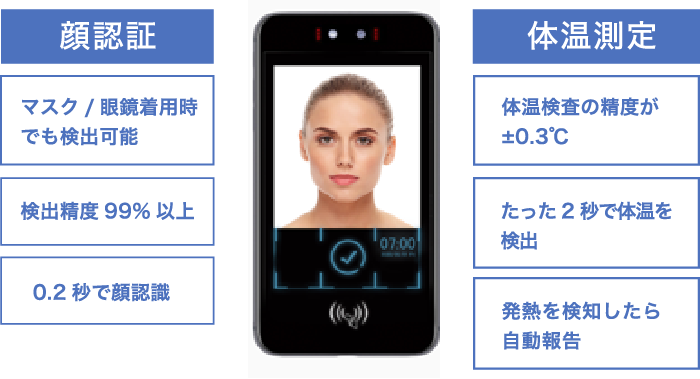 顔認証
マスク / 眼鏡着用時
でも検出可能
検出精度 99% 以上
0.2 秒で顔認識
07:00
体温測定
体温検査の精度が
±0.3℃
たった 2 秒で体温を
検出
発熱を検知したら
自動報告